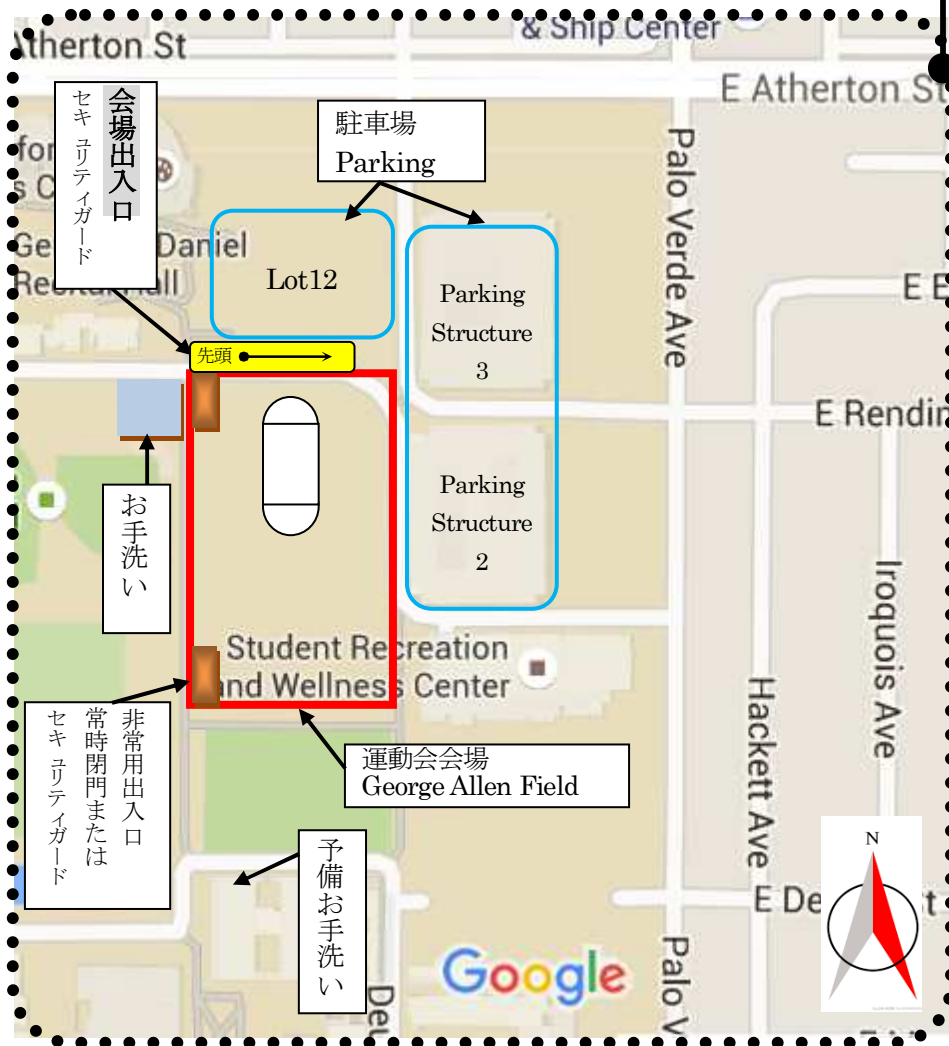 & Ship Center
Atherton St
E Atherton St
会場出入口
セキュリティガード
駐車場
Parking
Palo Verde Ave
Daniel
Lot12
Parking
Structure
3
先頭
お手洗い
Parking
Structure
2
Iroquois Ave
Student Recreation
and Wellness Center
Hackett Ave
非常用出入口
常時閉門または
セキュリティガード
運動会会場
George Allen Field
予備お手洗い
N
Google
Palo V